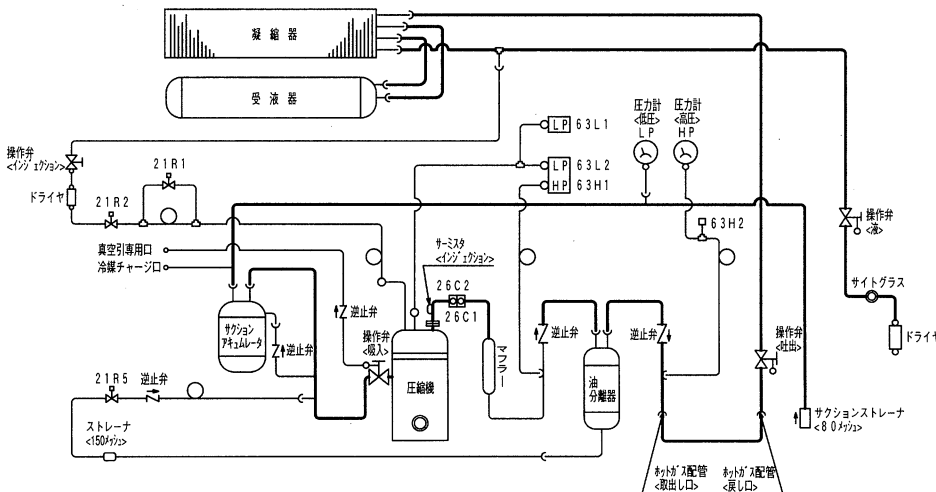 凝縮器
受液器
63L1
LP
圧力計
<低圧>
LP
圧力計
<高圧>
HP
操作弁
<インジェクション>
21R1
LP
63L2
HP
63H1
ドライヤ
21R2
63H2
操作弁
<液>
真空引専用口
冷媒チャージ口
サーミスタ
<インジェクション>
26C2
26C1
サイトグラス
逆止弁
操作弁
<吸入>
逆止弁
逆止弁
操作弁
<吐出>
ドライヤ
サクション
アキュムレータ
逆止弁
マフラー
油
分離器
圧縮機
21R5
逆止弁
ストレーナ
<150メッシュ>
サクションストレーナ
<80メッシュ>
ホットガス配管
<取出し口>
ホットガス配管
<戻し口>